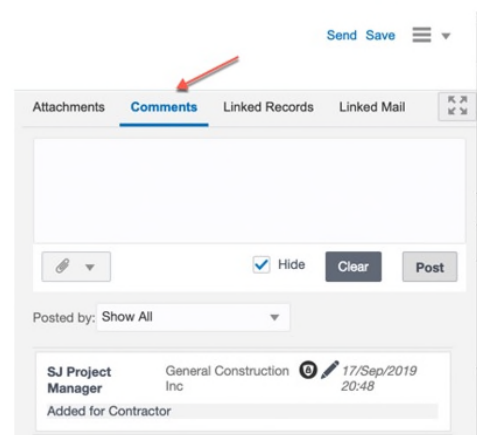 Send Save
Attachments Comments Linked Records Linked Mail
Hide Clear Post
Posted by: Show All
SJ Project General Construction 17/Sep/2019
Manager Inc 20:48
Added for Contractor